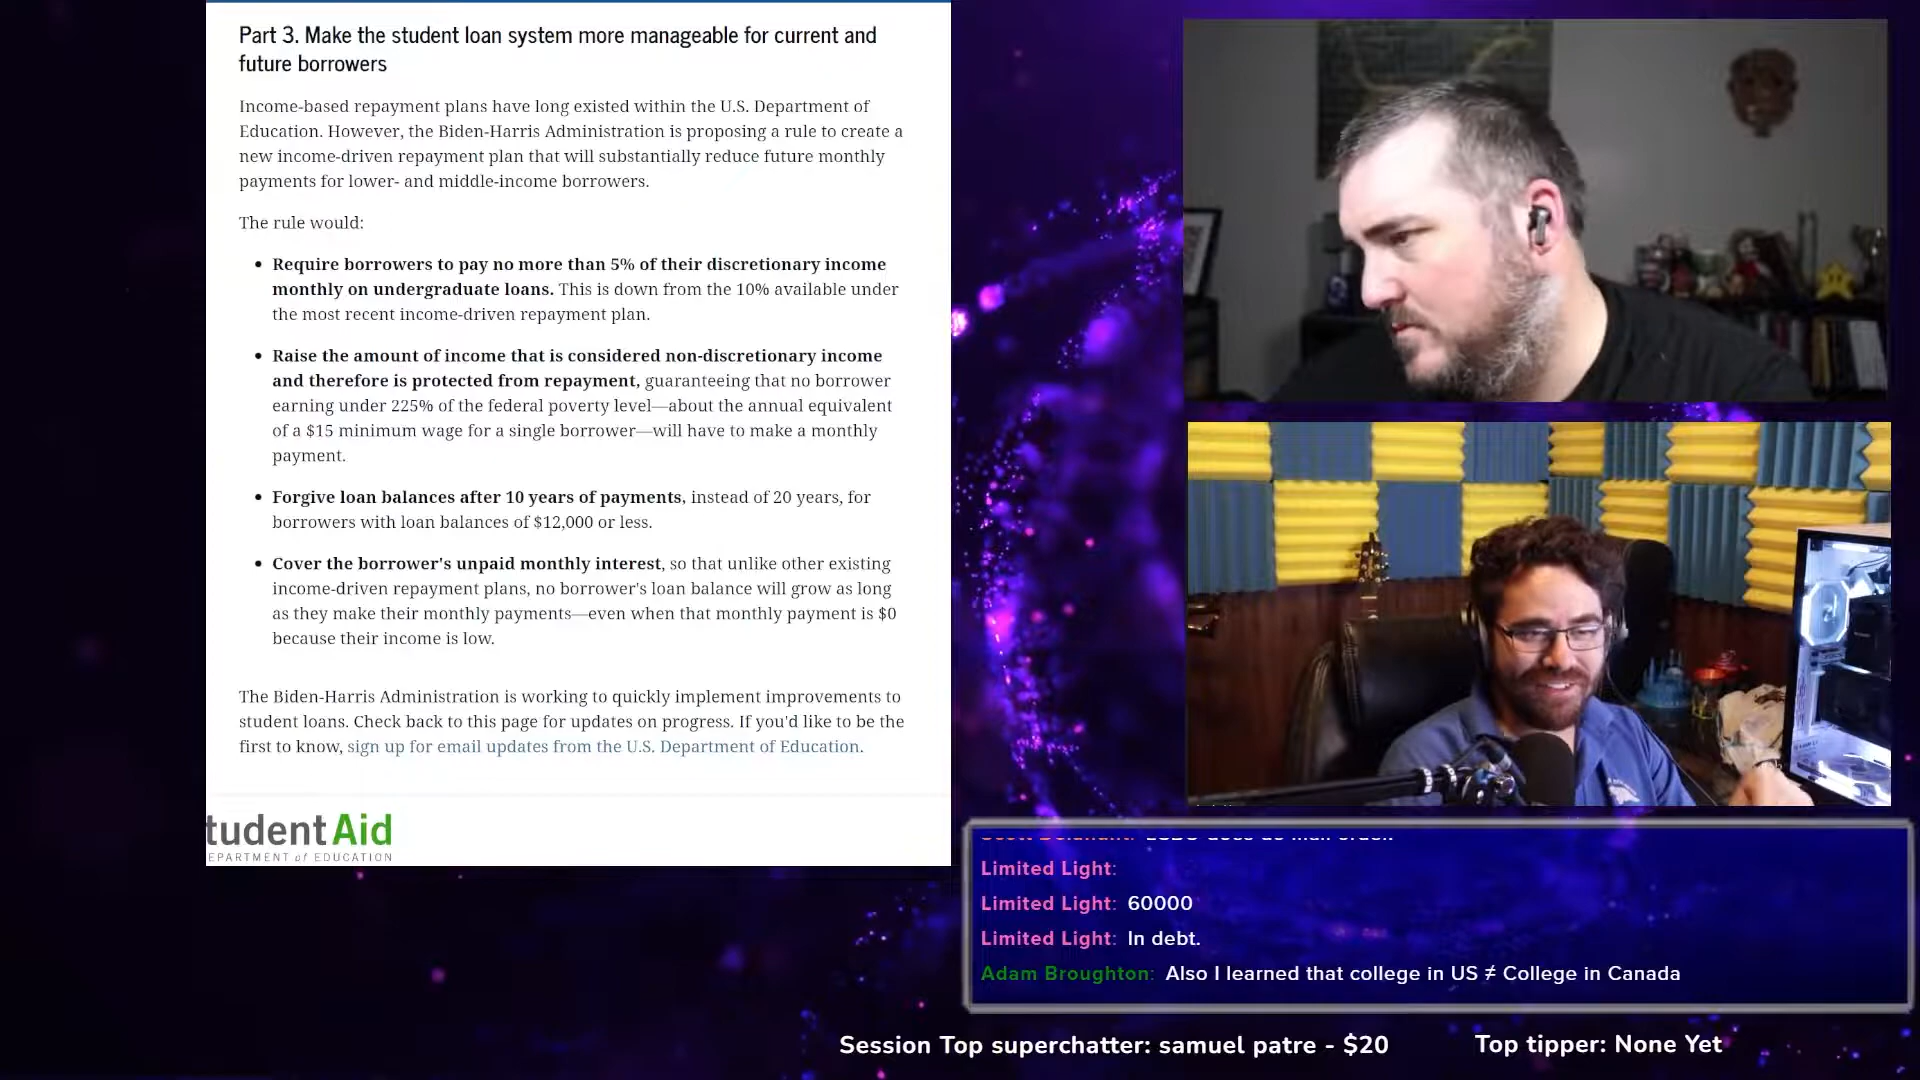 Part 3. Make the student loan system more manageable for current and
future borrowers
Income-based repayment plans have long existed within the U.S. Department of
Education. However, the Biden-Harris Administration is proposing a rule to create a
new income-driven repayment plan that will substantially reduce future monthly
payments for lower- and middle-income borrowers.
The rule would:
• Require borrowers to pay no more than 5% of their discretionary income
monthly on undergraduate loans. This is down from the 10% available under
the most recent income-driven repayment plan.
• Raise the amount of income that is considered non-discretionary income
and therefore is protected from repayment, guaranteeing that no borrower
earning under 225% of the federal poverty level—about the annual equivalent
of a $15 minimum wage for a single borrower—will have to make a monthly
payment.
• Forgive loan balances after 10 years of payments, instead of 20 years, for
borrowers with loan balances of $12,000 or less.
• Cover the borrower's unpaid monthly interest, so that unlike other existing
income-driven repayment plans, no borrower's loan balance will grow as long
as they make their monthly payments—even when that monthly payment is $0
because their income is low.
The Biden-Harris Administration is working to quickly implement improvements to
student loans. Check back to this page for updates on progress. If you'd like to be the
first to know, sign up for email updates from the U.S. Department of Education.
tudentAid
EPARTMENT of EDUCATION
Limited Light:
Limited Light: 60000
Limited Light: In debt.
Adam Broughton: Also I learned that college in US ≠ College in Canada
Session Top superchatter: samuel patre - $20
Top tipper: None Yet